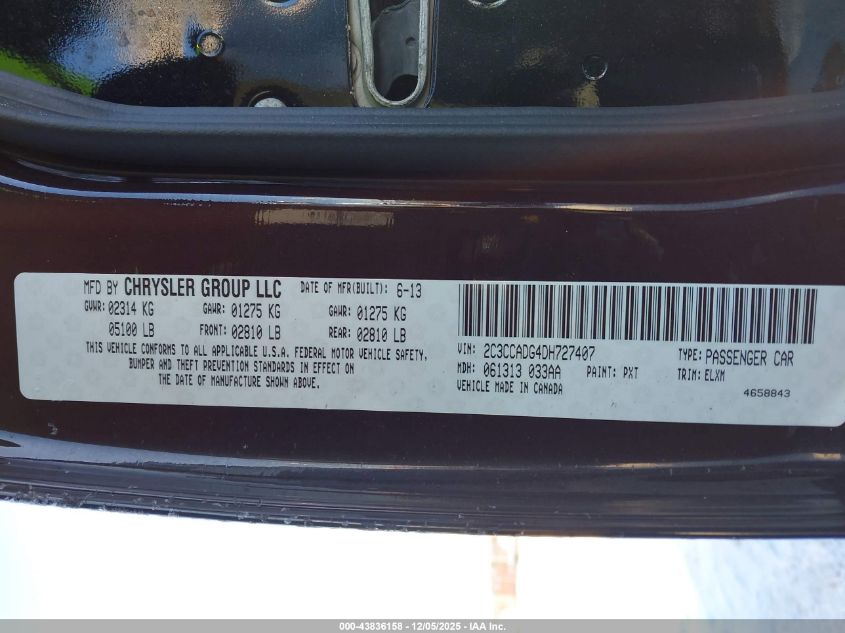 MFD BY CHRYSLER GROUP LLC DATE OF MFR(BUILT): 6-13
GVWR: 02314 KG GAWR: 01275 KG GAWR: 01275 KG
05100 LB FRONT: 02810 LB REAR: 02810 LB
THIS VEHICLE CONFORMS TO ALL APPLICABLE U.S.A. FEDERAL MOTOR VEHICLE SAFETY,
BUMPER AND THEFT PREVENTION STANDARDS IN EFFECT ON
THE DATE OF MANUFACTURE SHOWN ABOVE.
VIN: 2C3CCADG4DH727407 TYPE: PASSENGER CAR
MDH: 061313 033AA PAINT: PXT TRIM: ELXM
VEHICLE MADE IN CANADA 4658843
000-43836158 - 12/05/2025 - IAA Inc.